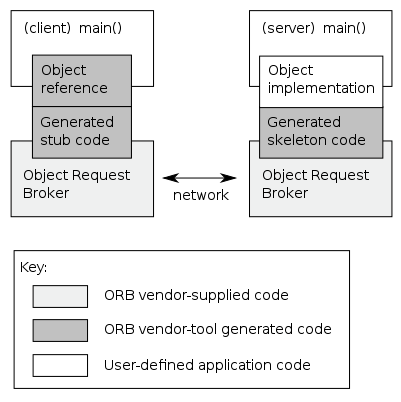 (client) main()
Object
reference
Generated
stub code
Object Request
Broker
(server) main()
Object
implementation
Generated
skeleton code
Object Request
Broker
network
Key:
ORB vendor-supplied code
ORB vendor-tool generated code
User-defined application code